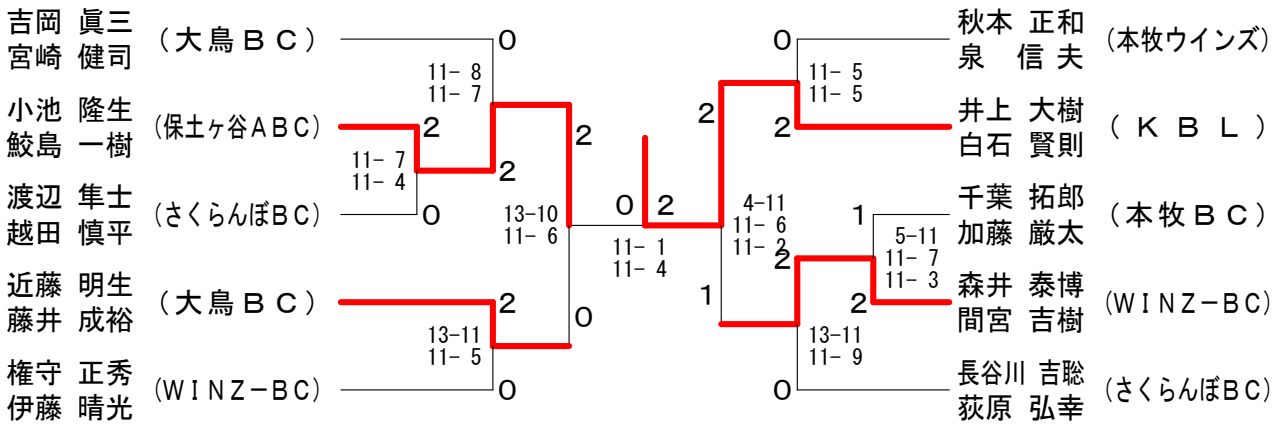 吉岡 眞三
宮崎 健司
(大鳥BC)
0
11- 8
11- 7
小池 隆生
鮫島 一樹
(保土ヶ谷ABC)
2
2
2
11- 7
11- 4
渡辺 隼士
越田 慎平
(さくらんぼBC)
0
13-10
11- 6
近藤 明生
藤井 成裕
(大鳥BC)
2
0
13-11
11- 5
権守 正秀
伊藤 晴光
(WINZ-BC)
0
0
2
11- 1
11- 4
秋本 正和
泉 信夫
(本牧ウインズ)
0
11- 5
11- 5
井上 大樹
白石 賢則
(KBL)
2
2
4-11
11- 6
11- 2
千葉 拓郎
加藤 厳太
(本牧BC)
1
5-11
11- 7
11- 3
2
1
森井 泰博
間宮 吉樹
(WINZ-BC)
2
13-11
11- 9
長谷川 吉聡
荻原 弘幸
(さくらんぼBC)
0